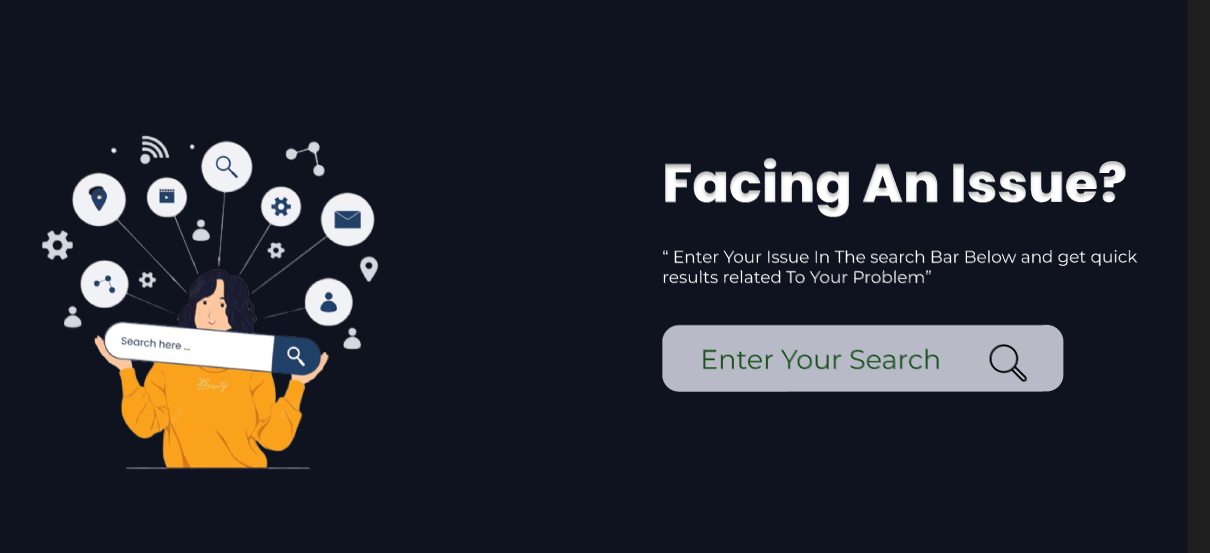 Facing An Issue?
“ Enter Your Issue In The search Bar Below and get quick
results related To Your Problem”
Search here ...
Enter Your Search